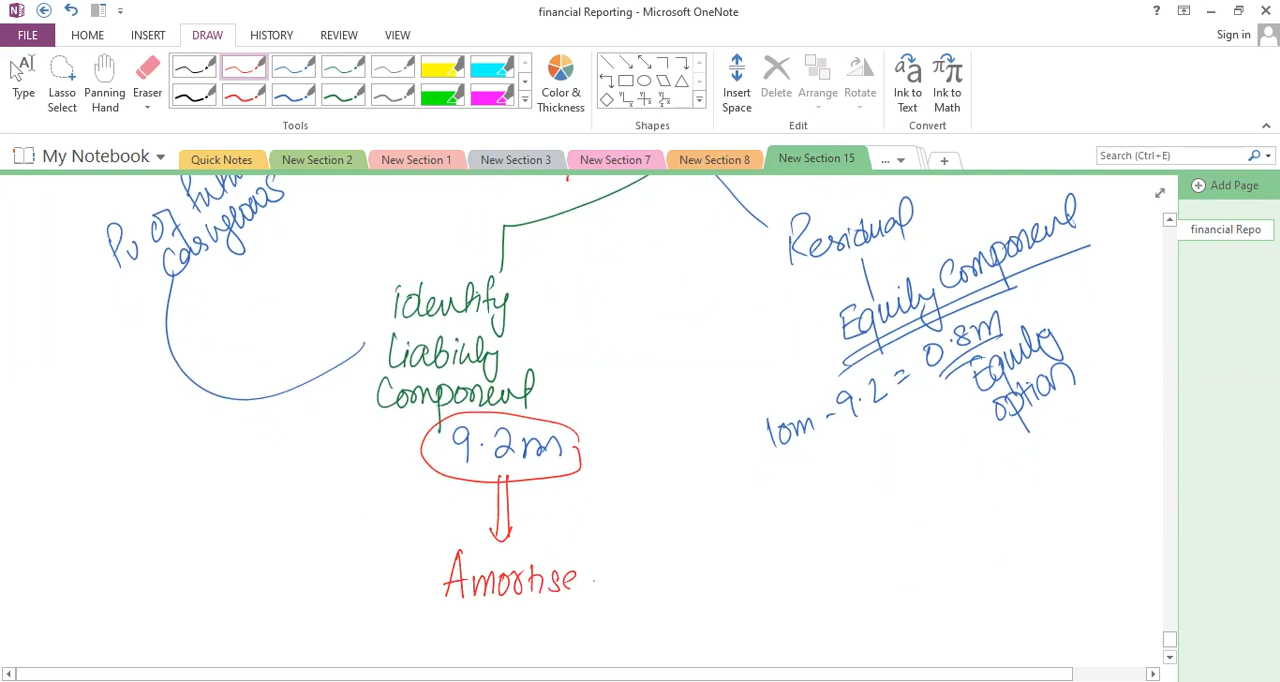 financial Reporting - Microsoft OneNote
?
Sign in
FILE HOME INSERT DRAW HISTORY REVIEW VIEW
Type
Lasso
Select
Panning
Hand
Eraser
Color &
Thickness
Insert
Space
Delete
Arrange
Rotate
Ink to
Text
Ink to
Math
Tools
Shapes
Edit
Convert
My Notebook
Quick Notes
New Section 2
New Section 1
New Section 3
New Section 7
New Section 8
New Section 15
...
Search (Ctrl+E)
Add Page
financial Repo
Pv of
cashflows
Identify
Liability
Component
9.2m
Amortise
Residual
Equity Component
10m - 9.2 = 0.8m
Equity
option